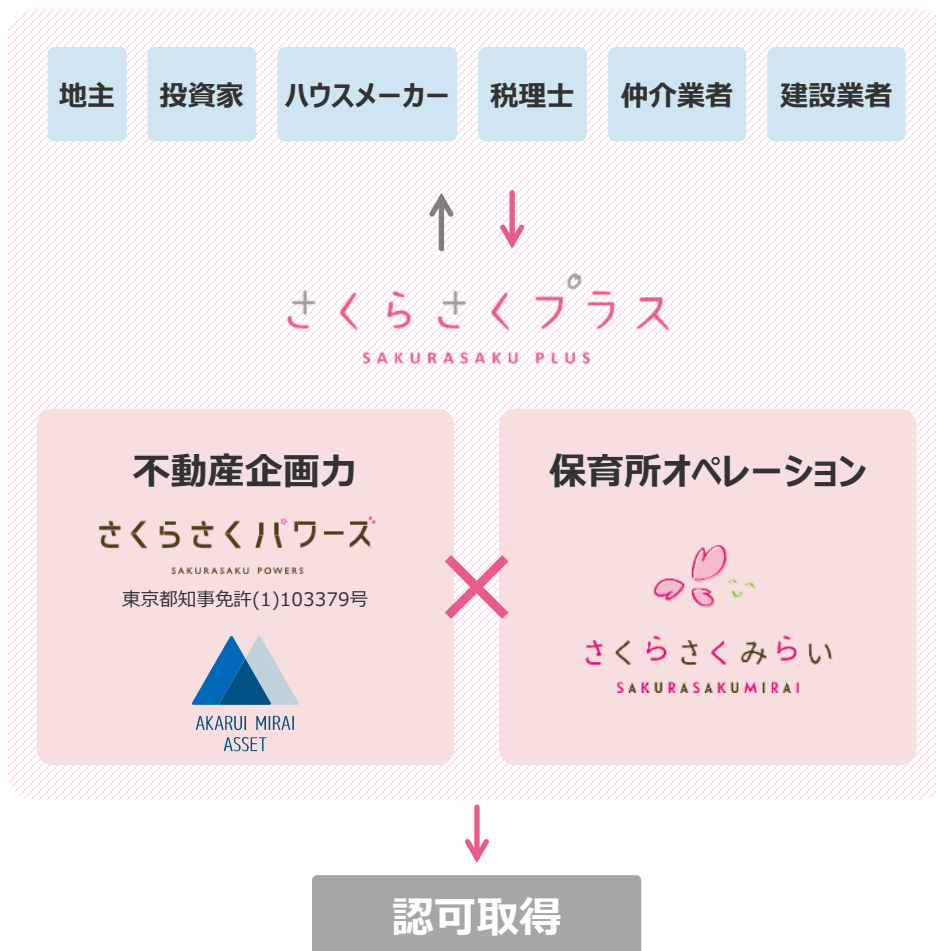 地主
投資家
ハウスメーカー
税理士
仲介業者
建設業者
さくらさくプラス
SAKURASAKU PLUS
不動産企画力
さくらさくパワーズ
SAKURASAKU POWERS
東京都知事免許(1)103379号
AKARUI MIRAI
ASSET
保育所オペレーション
さくらさくみらい
SAKURASAKUMIRAI
認可取得